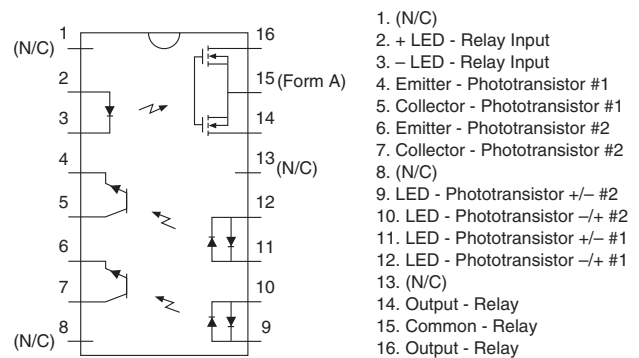 1
16
(N/C)
2
15
(Form A)
3
14
4
13
(N/C)
5
12
6
11
7
10
8
9
(N/C)
1. (N/C)
2. + LED - Relay Input
3. – LED - Relay Input
4. Emitter - Phototransistor #1
5. Collector - Phototransistor #1
6. Emitter - Phototransistor #2
7. Collector - Phototransistor #2
8. (N/C)
9. LED - Phototransistor +/– #2
10. LED - Phototransistor –/+ #2
11. LED - Phototransistor +/– #1
12. LED - Phototransistor –/+ #1
13. (N/C)
14. Output - Relay
15. Common - Relay
16. Output - Relay